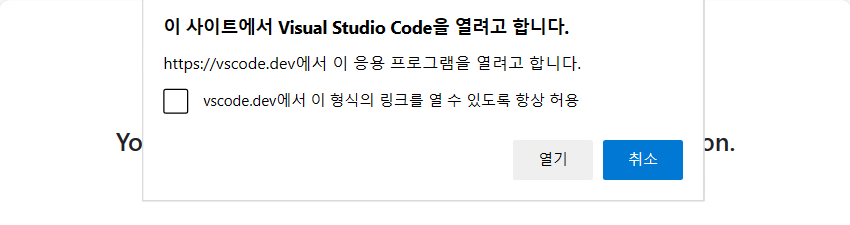 이 사이트에서 Visual Studio Code을 열려고 합니다.
https://vscode.dev에서 이 응용 프로그램을 열려고 합니다.
vscode.dev에서 이 형식의 링크를 열 수 있도록 항상 허용
열기 취소